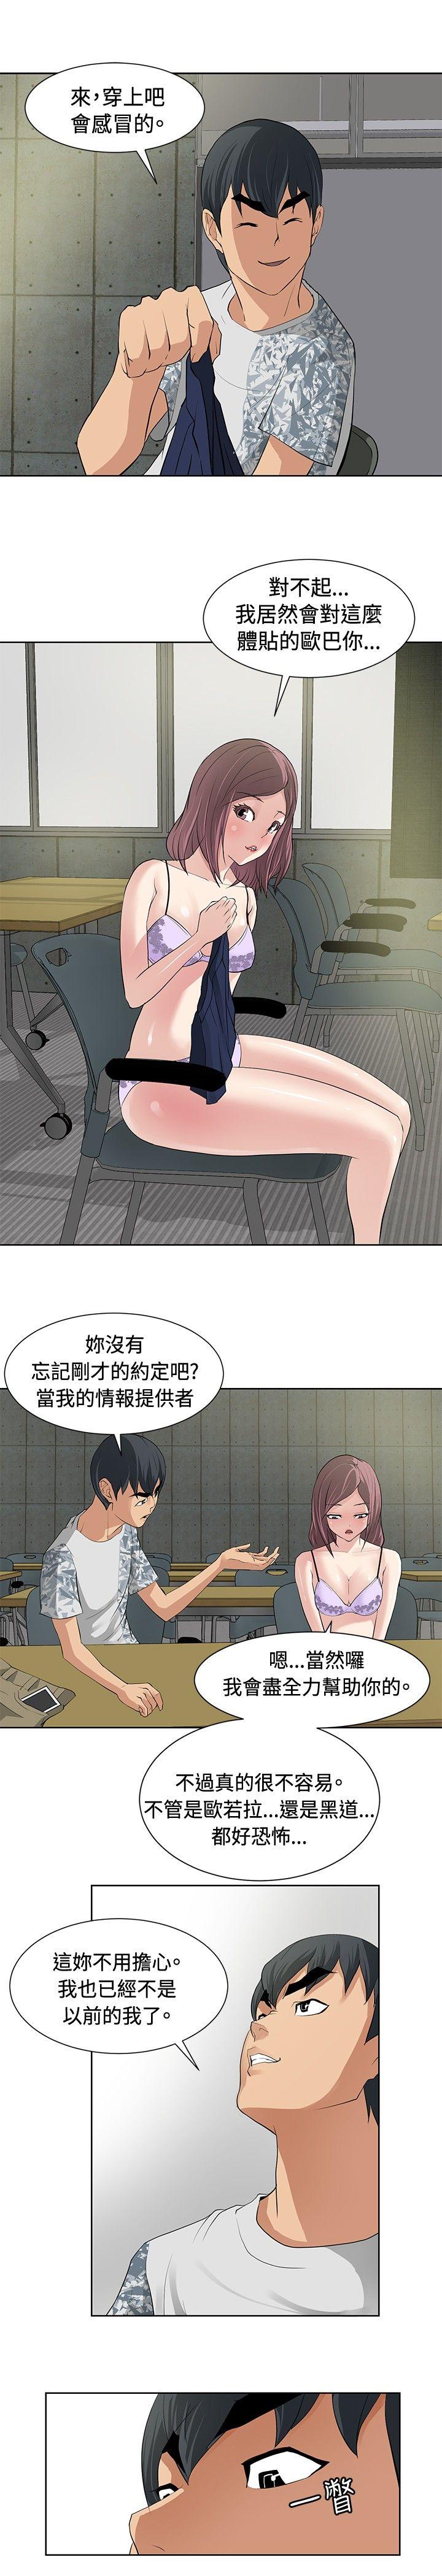 來，穿上吧
會感冒的。
對不起...
我居然會對這麼
體貼的歐巴你...
妳沒有
忘記剛才的約定吧?
當我的情報提供者
嗯...當然囉
我會盡全力幫助你的。
不過真的很不容易。
不管是歐若拉...還是黑道...
都好恐怖...
這妳不用擔心。
我也已經不是
以前的我了。
一瞥